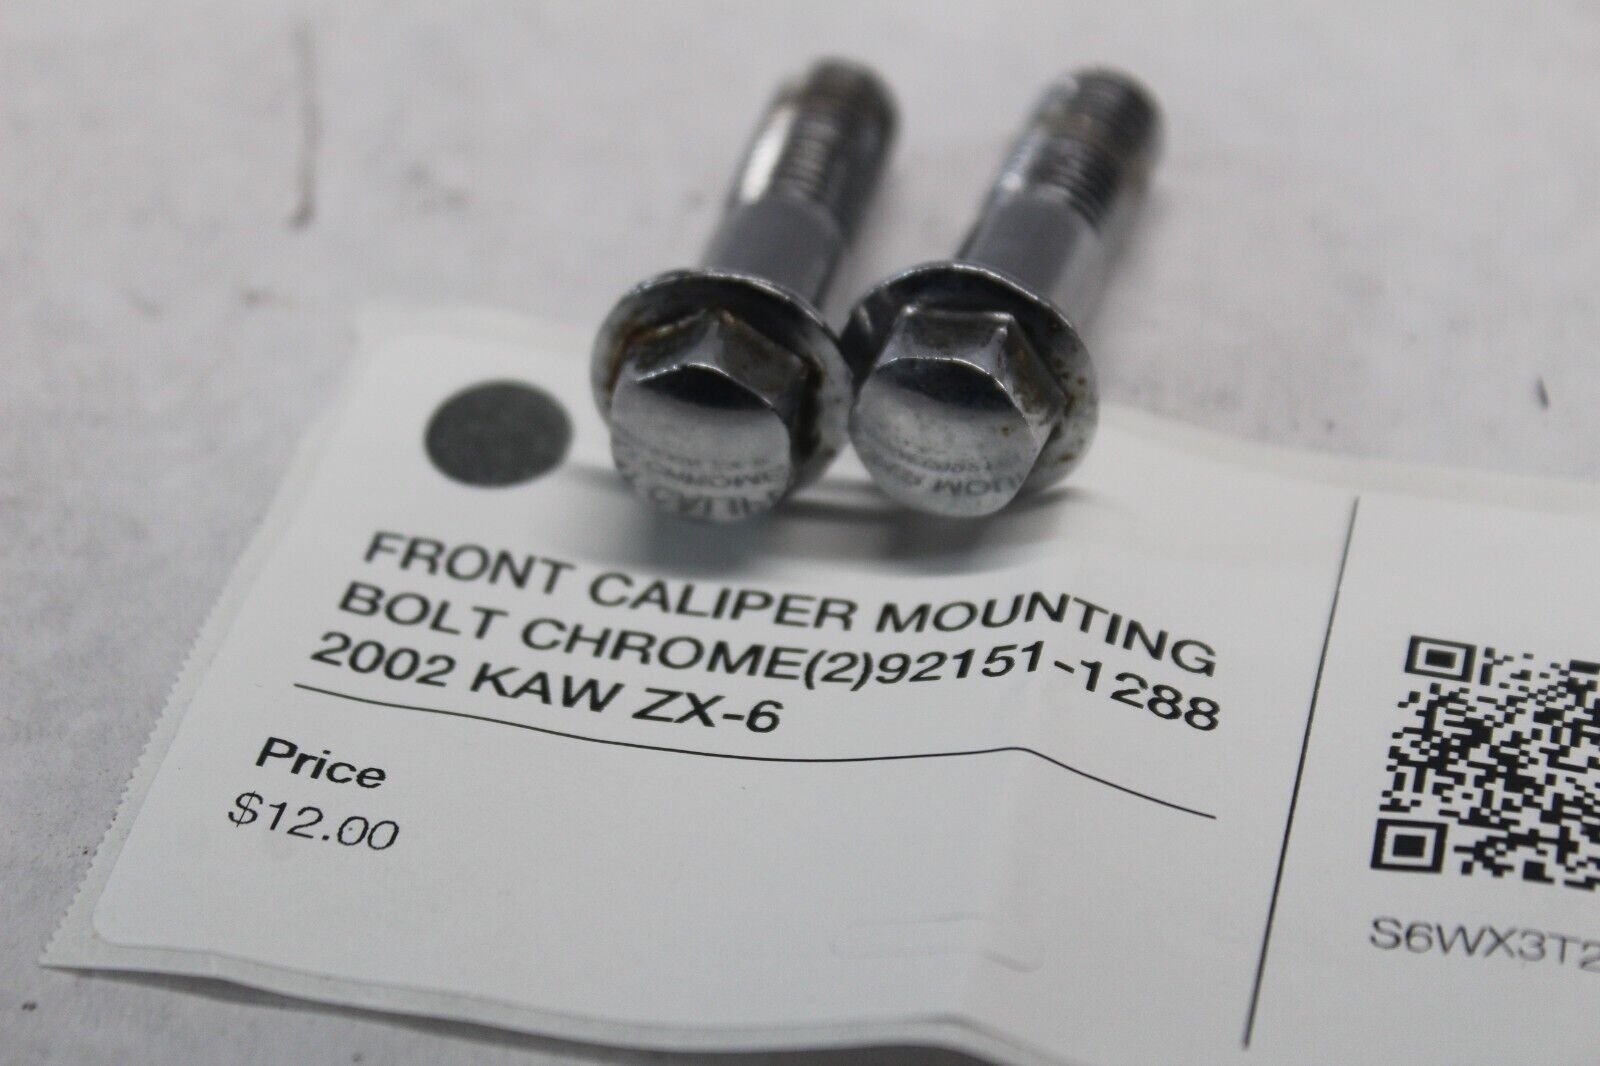 FRONT CALIPER MOUNTING
BOLT CHROME(2)92151-1288
2002 KAW ZX-6
Price
$12.00
S6WX3T2